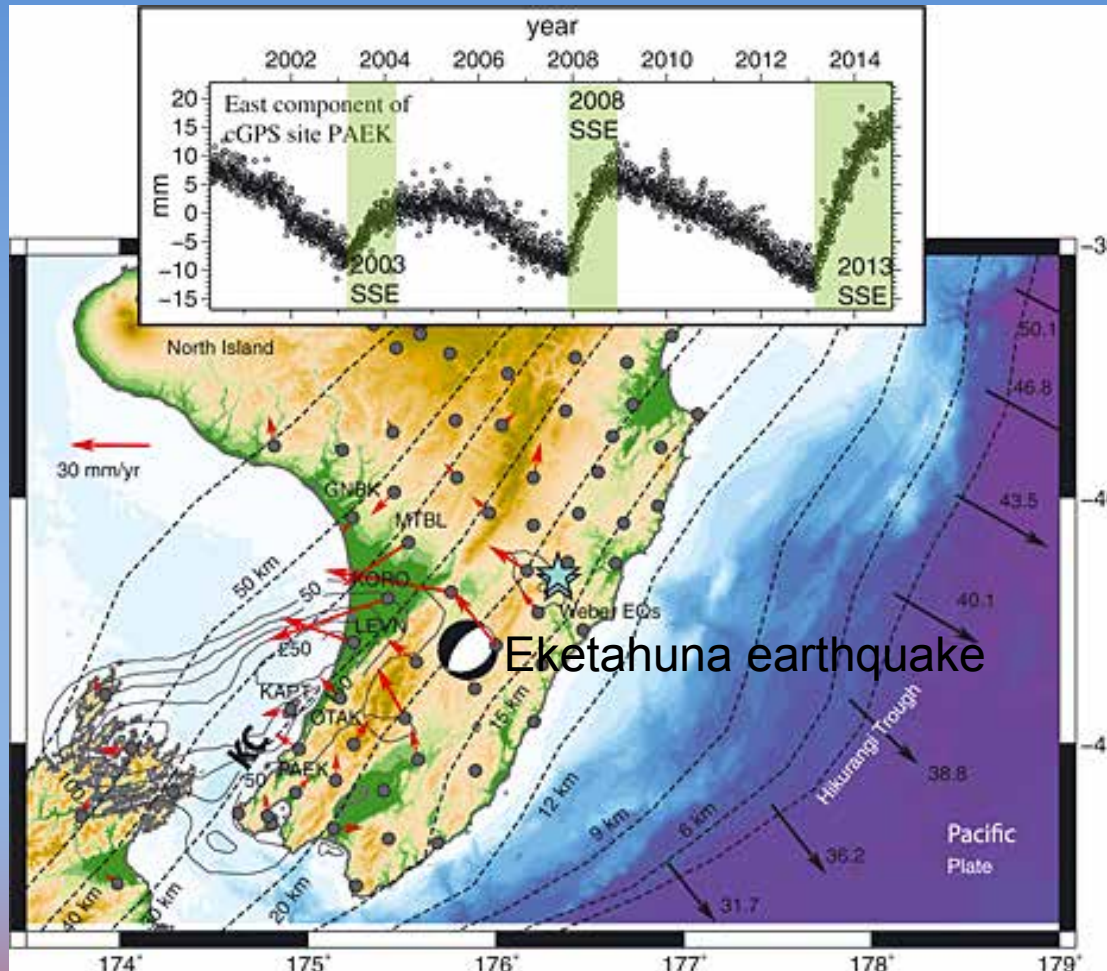 year
2002 2004 2006 2008 2010 2012 2014
20
15
10
5
0
−5
−10
−15
mm
East component of
cGPS site PAEK
2003
SSE
2008
SSE
2013
SSE
North Island
30 mm/yr
GNBK
MTBL
KORO
LEVN
KAPT
OTAK
PAEK
KC
50 km
50
50
100
Weber EQs
Eketahuna earthquake
15 km
12 km
9 km
6 km
20 km
40 km
Hikurangi Trough
Pacific
Plate
50.1
46.8
43.5
40.1
38.8
36.2
31.7
174 175 176 177 178 179